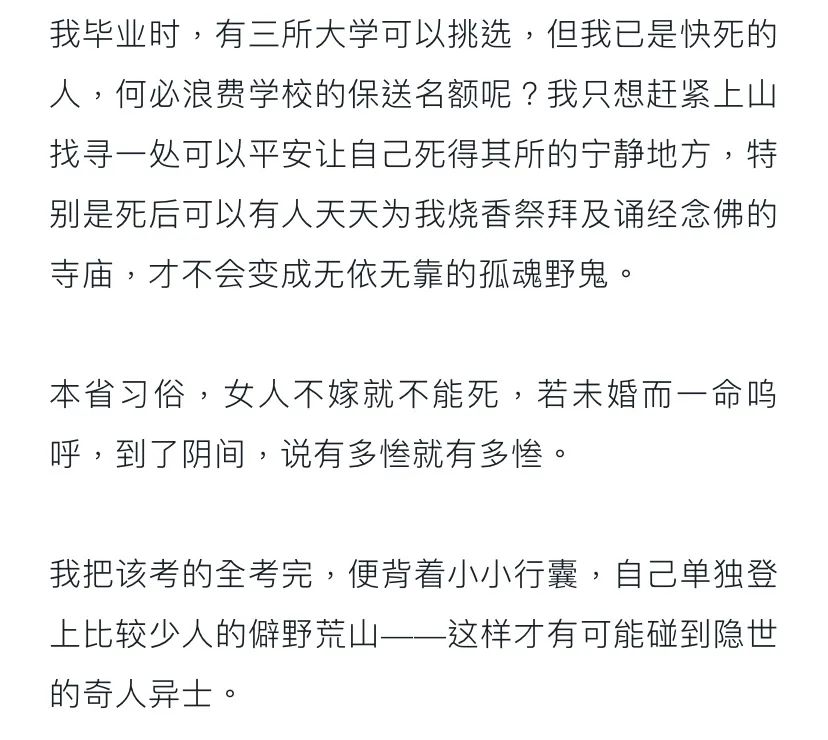 我毕业时，有三所大学可以挑选，但我已是快死的
人，何必浪费学校的保送名额呢？我只想赶紧上山
找寻一处可以平安让自己死得其所的宁静地方，特
别是死后可以有人天天为我烧香祭拜及诵经念佛的
寺庙，才不会变成无依无靠的孤魂野鬼。
本省习俗，女人不嫁就不能死，若未婚而一命呜
呼，到了阴间，说有多惨就有多惨。
我把该考的全考完，便背着小小行囊，自己单独登
上比较少人的僻野荒山——这样才有可能碰到隐世
的奇人异士。